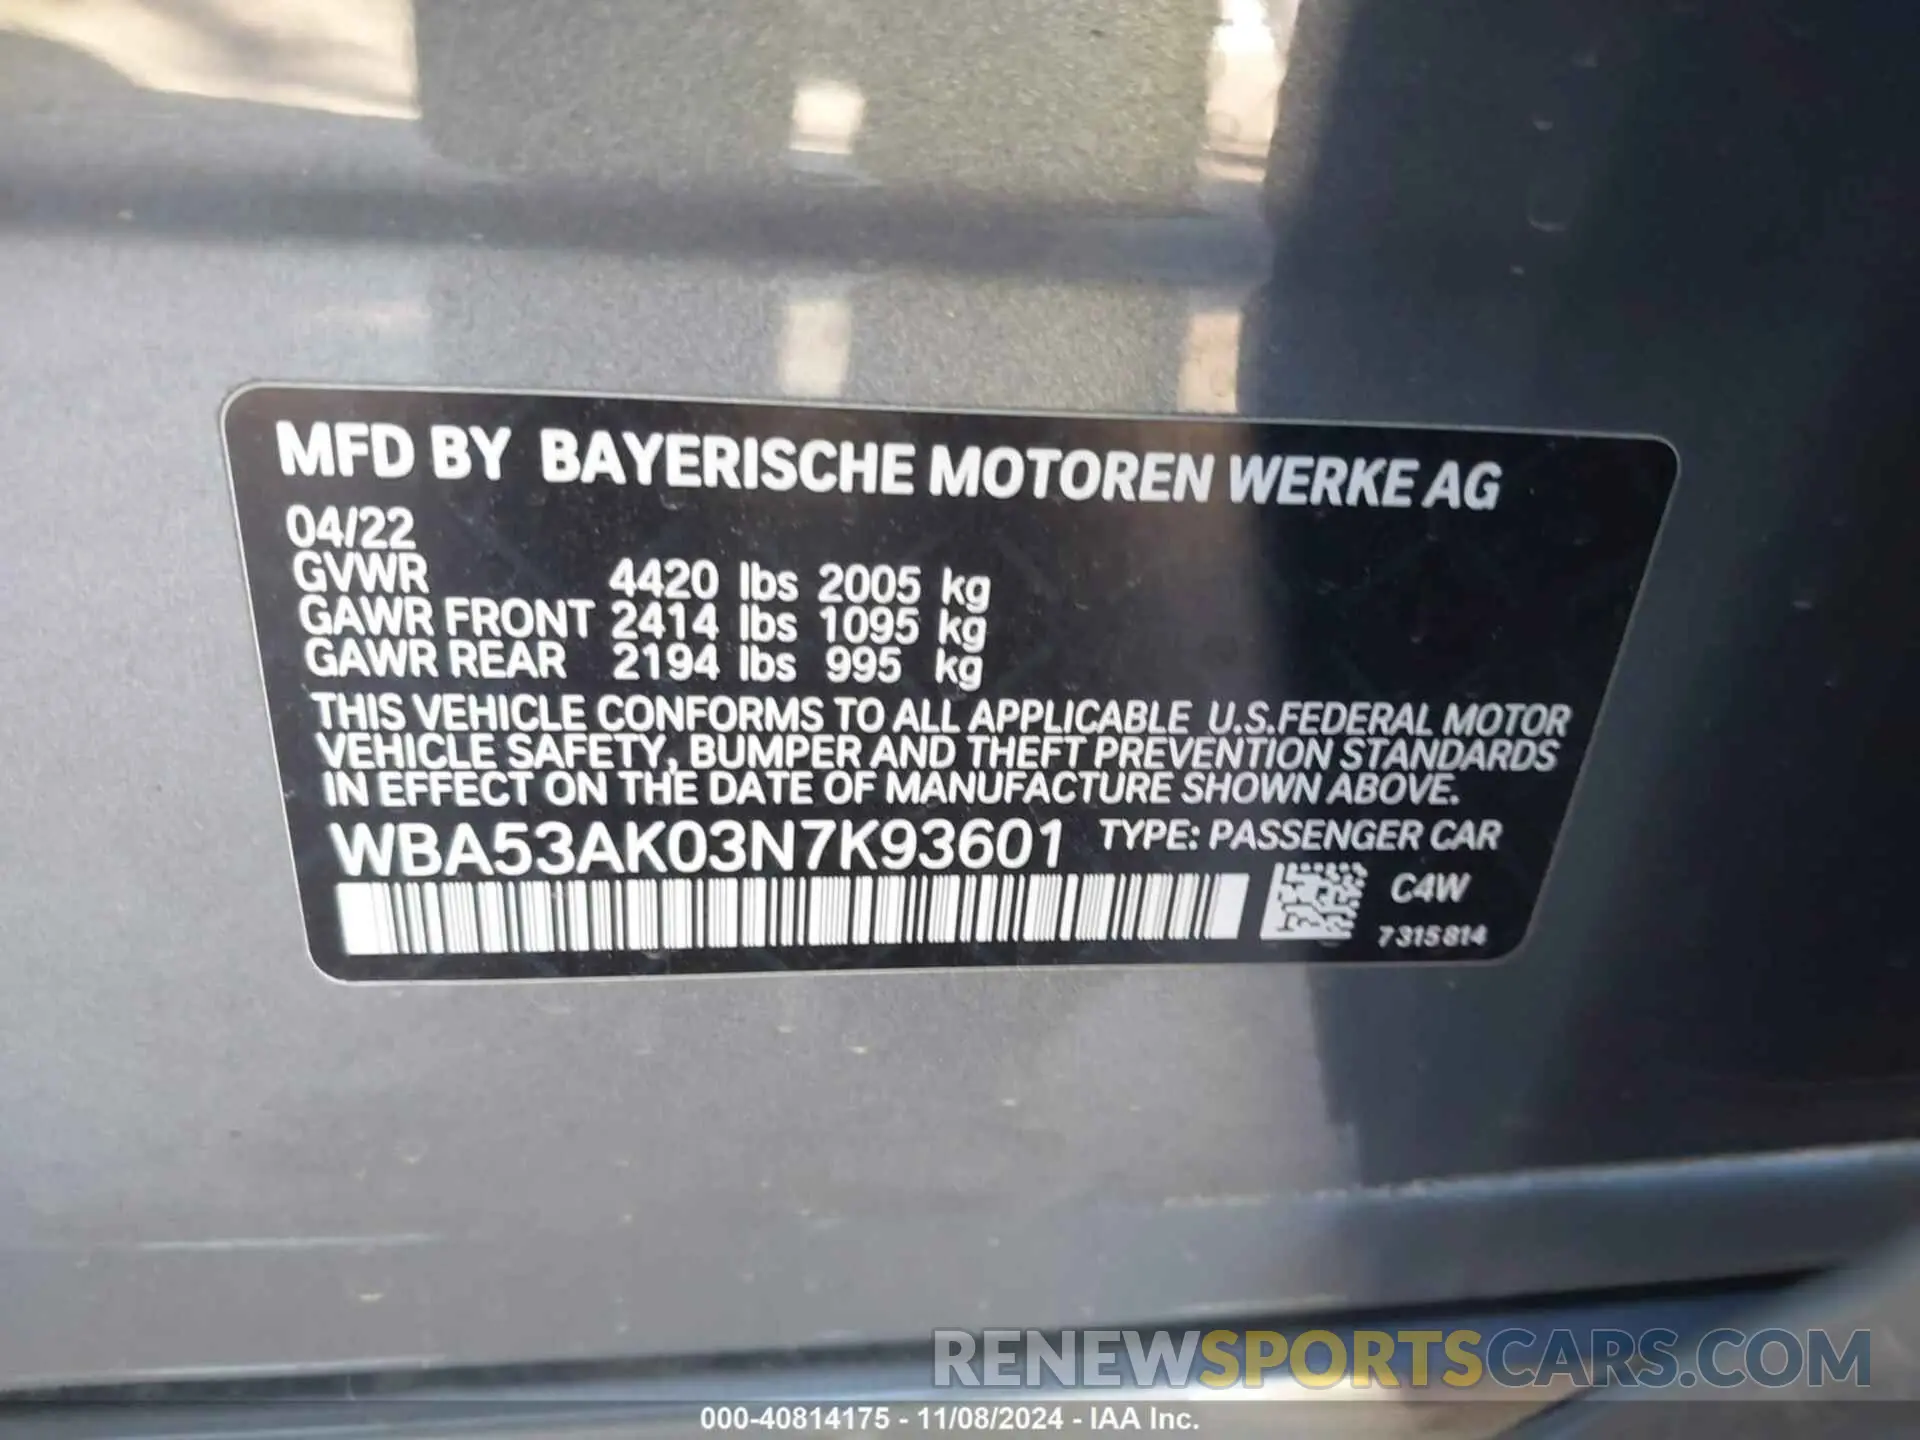 MFD BY BAYERISCHE MOTOREN WERKE AG
04/22
GVWR 4420 lbs 2005 kg
GAWR FRONT 2414 lbs 1095 kg
GAWR REAR 2194 lbs 995 kg
THIS VEHICLE CONFORMS TO ALL APPLICABLE U.S.FEDERAL MOTOR
VEHICLE SAFETY, BUMPER AND THEFT PREVENTION STANDARDS
IN EFFECT ON THE DATE OF MANUFACTURE SHOWN ABOVE.
WBA53AK03N7K93601 TYPE: PASSENGER CAR
C4W
7315814
RENEWSPORTSCARS.COM
000-40814175 - 11/08/2024 - IAA Inc.